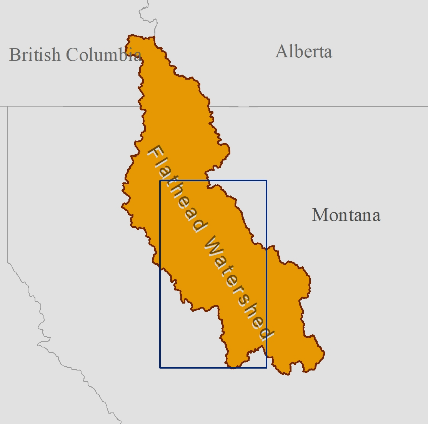 British Columbia
Alberta
Flathead Watershed
Montana